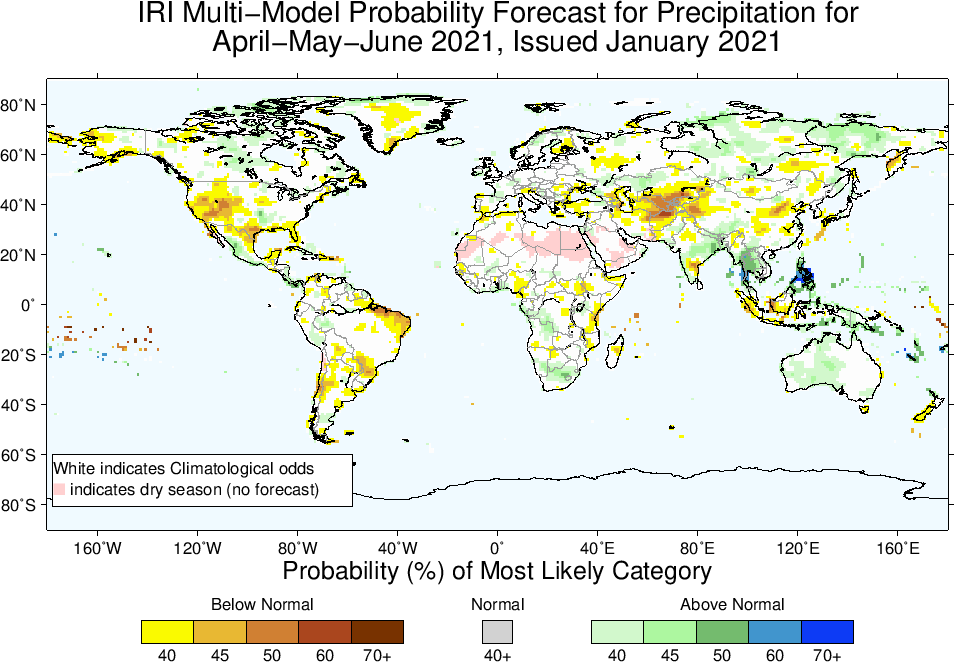 IRI Multi−Model Probability Forecast for Precipitation for
April−May−June 2021, Issued January 2021
80˚N
60˚N
40˚N
20˚N
0˚
20˚S
40˚S
60˚S
80˚S
White indicates Climatological odds
indicates dry season (no forecast)
160˚W 120˚W 80˚W 40˚W 0˚ 40˚E 80˚E 120˚E 160˚E
Probability (%) of Most Likely Category
Below Normal Normal Above Normal
40 45 50 60 70+ 40+ 40 45 50 60 70+